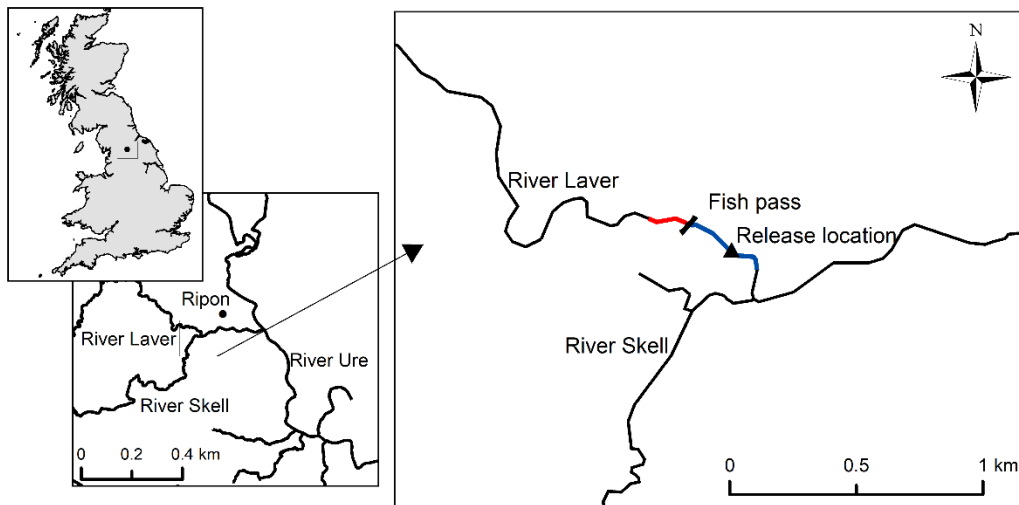 N
River Laver
Fish pass
Release location
River Skell
0 0.5 1 km
Ripon
River Laver
River Ure
River Skell
0 0.2 0.4 km